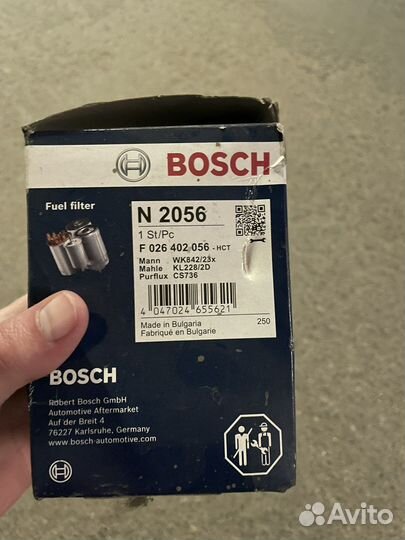 BOSCH
Fuel filter
N 2056
1 St/Pc
F 026 402 056 - HCT
Mann WK842/23x
Mahle KL228/2D
Purflux CS736
4 047024 655621
Made in Bulgaria 250
Fabriqué en Bulgarie
BOSCH
Robert Bosch GmbH
Automotive Aftermarket
Auf der Breit 4
76227 Karlsruhe, Germany
www.bosch-automotive.com
Avito